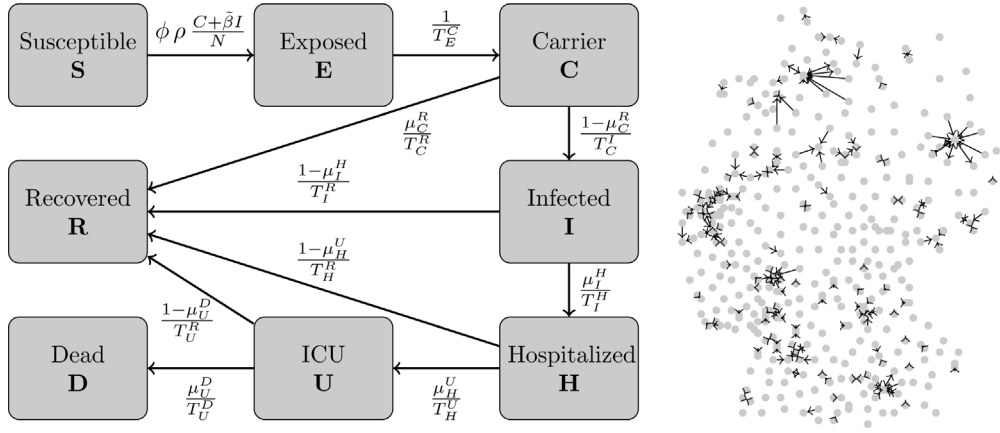 Susceptible
S
ϕ ρ (C+β̃I)/N
Exposed
E
1/T_E^C
Carrier
C
μ_C^R/T_C^R
(1−μ_C^R)/T_C^I
Recovered
R
(1−μ_I^H)/T_I^R
Infected
I
(1−μ_H^U)/T_H^R
μ_I^H/T_I^H
(1−μ_U^D)/T_U^R
Dead
D
μ_U^D/T_U^D
ICU
U
μ_H^U/T_H^U
Hospitalized
H